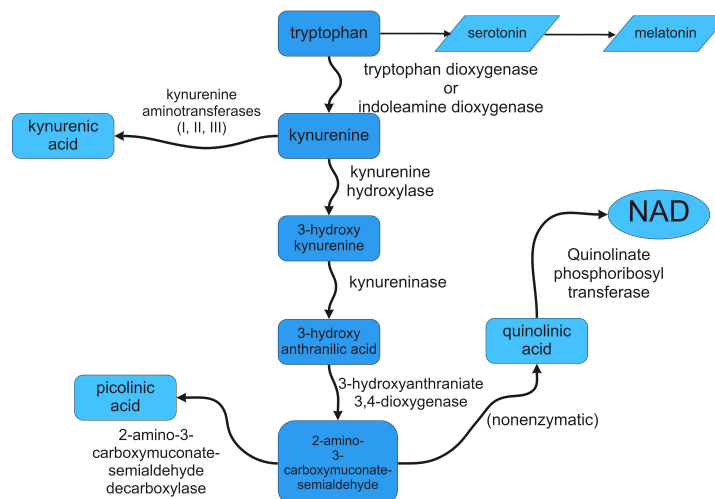 tryptophan
serotonin
melatonin
tryptophan dioxygenase
or
indoleamine dioxygenase
kynurenine
aminotransferases
(I, II, III)
kynurenic
acid
kynurenine
kynurenine
hydroxylase
3-hydroxy
kynurenine
NAD
Quinolinate
phosphoribosyl
transferase
kynureninase
3-hydroxy
anthranilic acid
quinolinic
acid
3-hydroxyanthraniate
3,4-dioxygenase
picolinic
acid
(nonenzymatic)
2-amino-3-
carboxymuconate-
semialdehyde
decarboxylase
2-amino-
3-
carboxymuconate-
semialdehyde